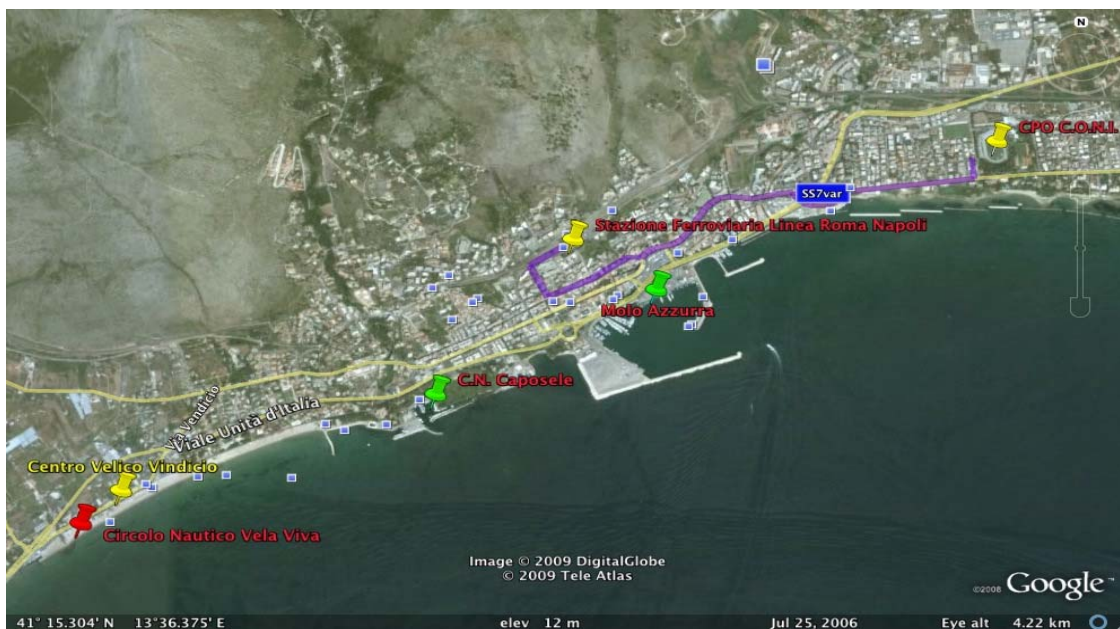 N
CPO C.O.N.I.
SS7var
Stazione Ferroviaria Linea Roma Napoli
Molo Azzurra
C.N. Caposele
Via Vendicio
Viale Unità d'Italia
Centro Velico Vindicio
Circolo Nautico Vela Viva
Image © 2009 DigitalGlobe
© 2009 Tele Atlas
©2008 Google™
41° 15.304' N 13°36.375' E elev 12 m Jul 25, 2006 Eye alt 4.22 km